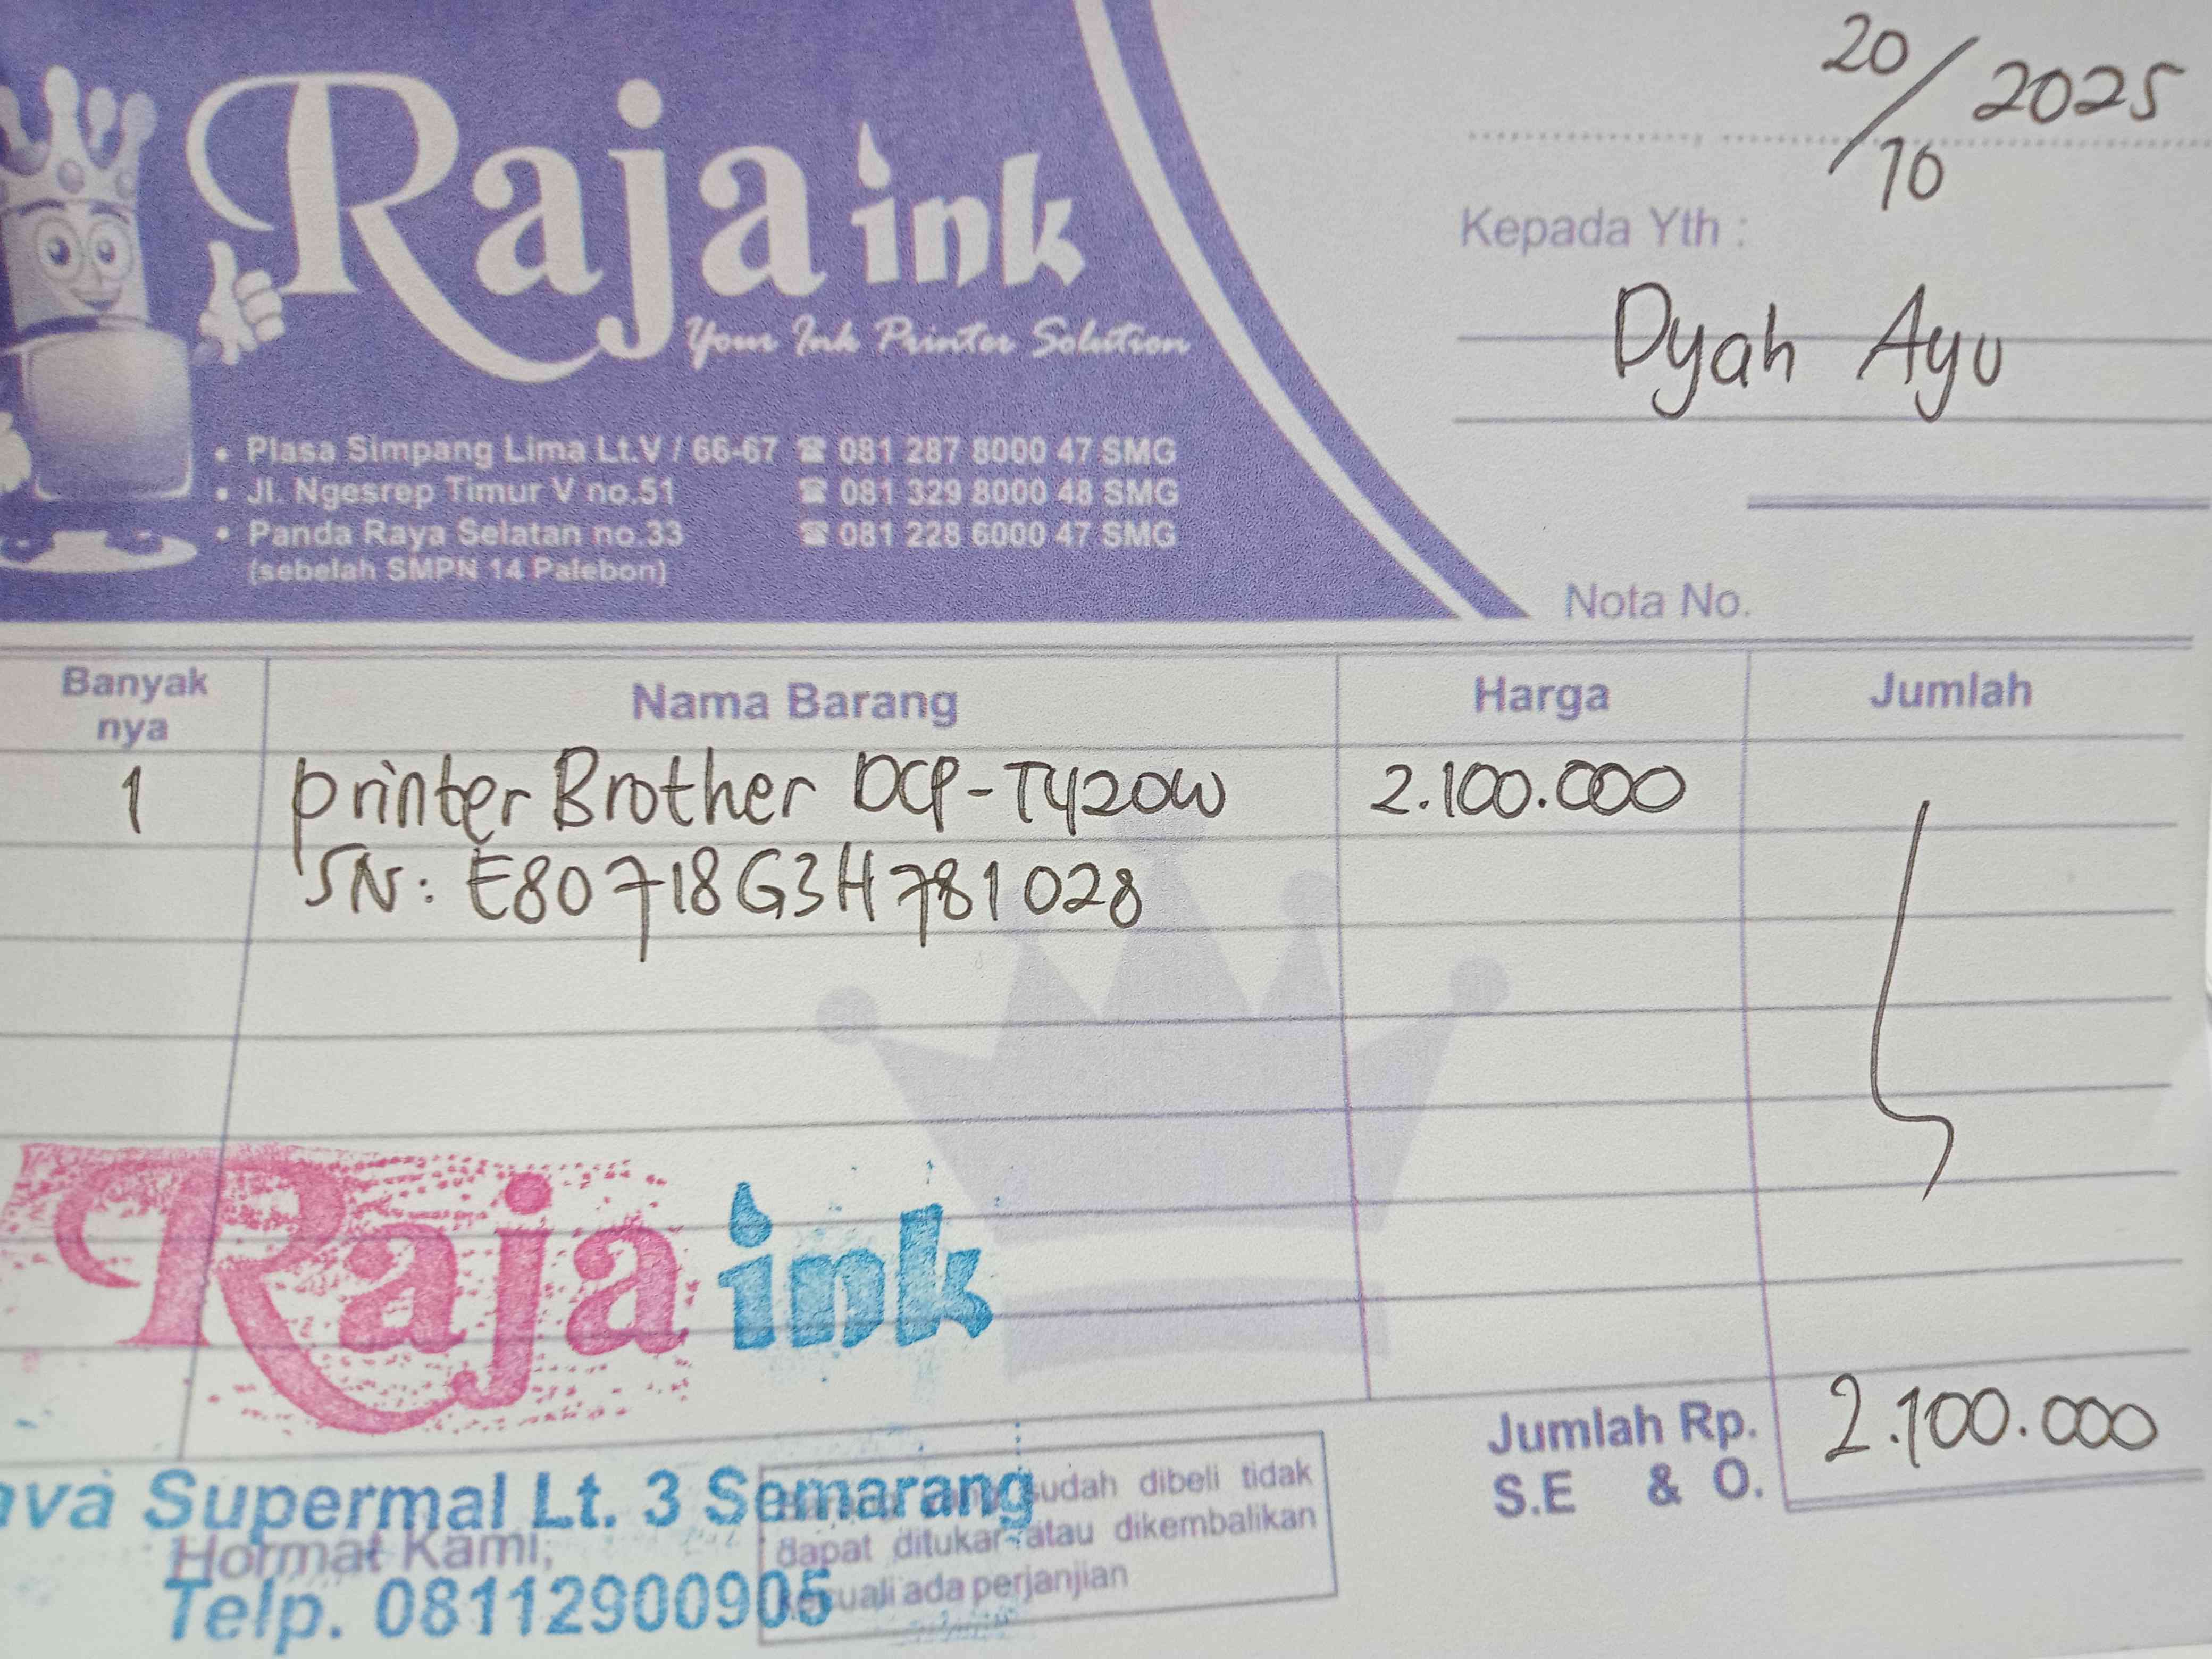 Raja ink
Your Ink Printer Solution
• Plasa Simpang Lima Lt.V / 66-67 ☎ 081 287 8000 47 SMG
• Jl. Ngesrep Timur V no.51 ☎ 081 329 8000 48 SMG
• Panda Raya Selatan no.33 ☎ 081 228 6000 47 SMG
(sebelah SMPN 14 Palebon)
20/10 2025
Kepada Yth :
Dyah Ayu
Nota No.
Banyak nya Nama Barang Harga Jumlah
1 printer Brother DCP-T420W 2.100.000
SN: E80718G3H781028
Raja ink
Jumlah Rp. 2.100.000
S.E & O.
ava Supermal Lt. 3 Semarang
Hormat Kami,
Telp. 08112900905
sudah dibeli tidak
dapat ditukar atau dikembalikan
kecuali ada perjanjian